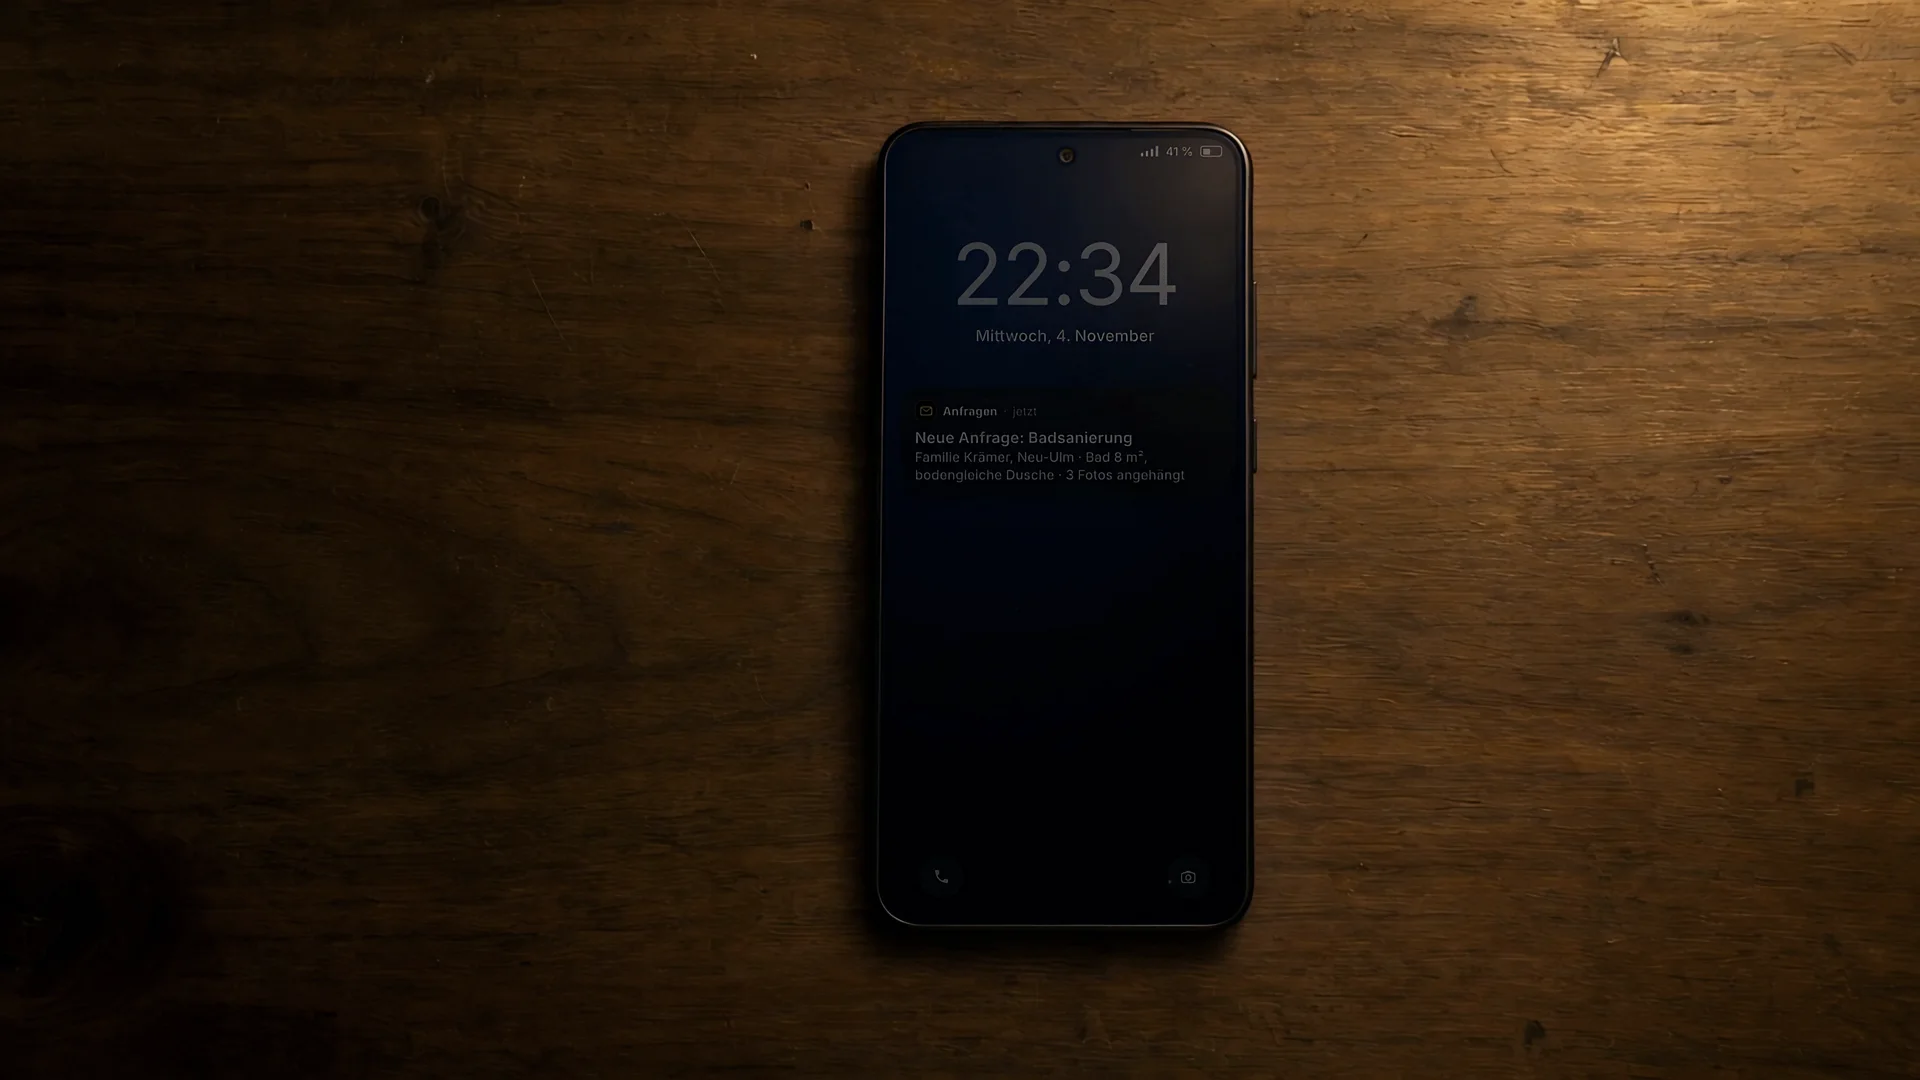 41 %
22:34
Mittwoch, 4. November
Anfragen · jetzt
Neue Anfrage: Badsanierung
Familie Krämer, Neu-Ulm · Bad 8 m²,
bodengleiche Dusche · 3 Fotos angehängt